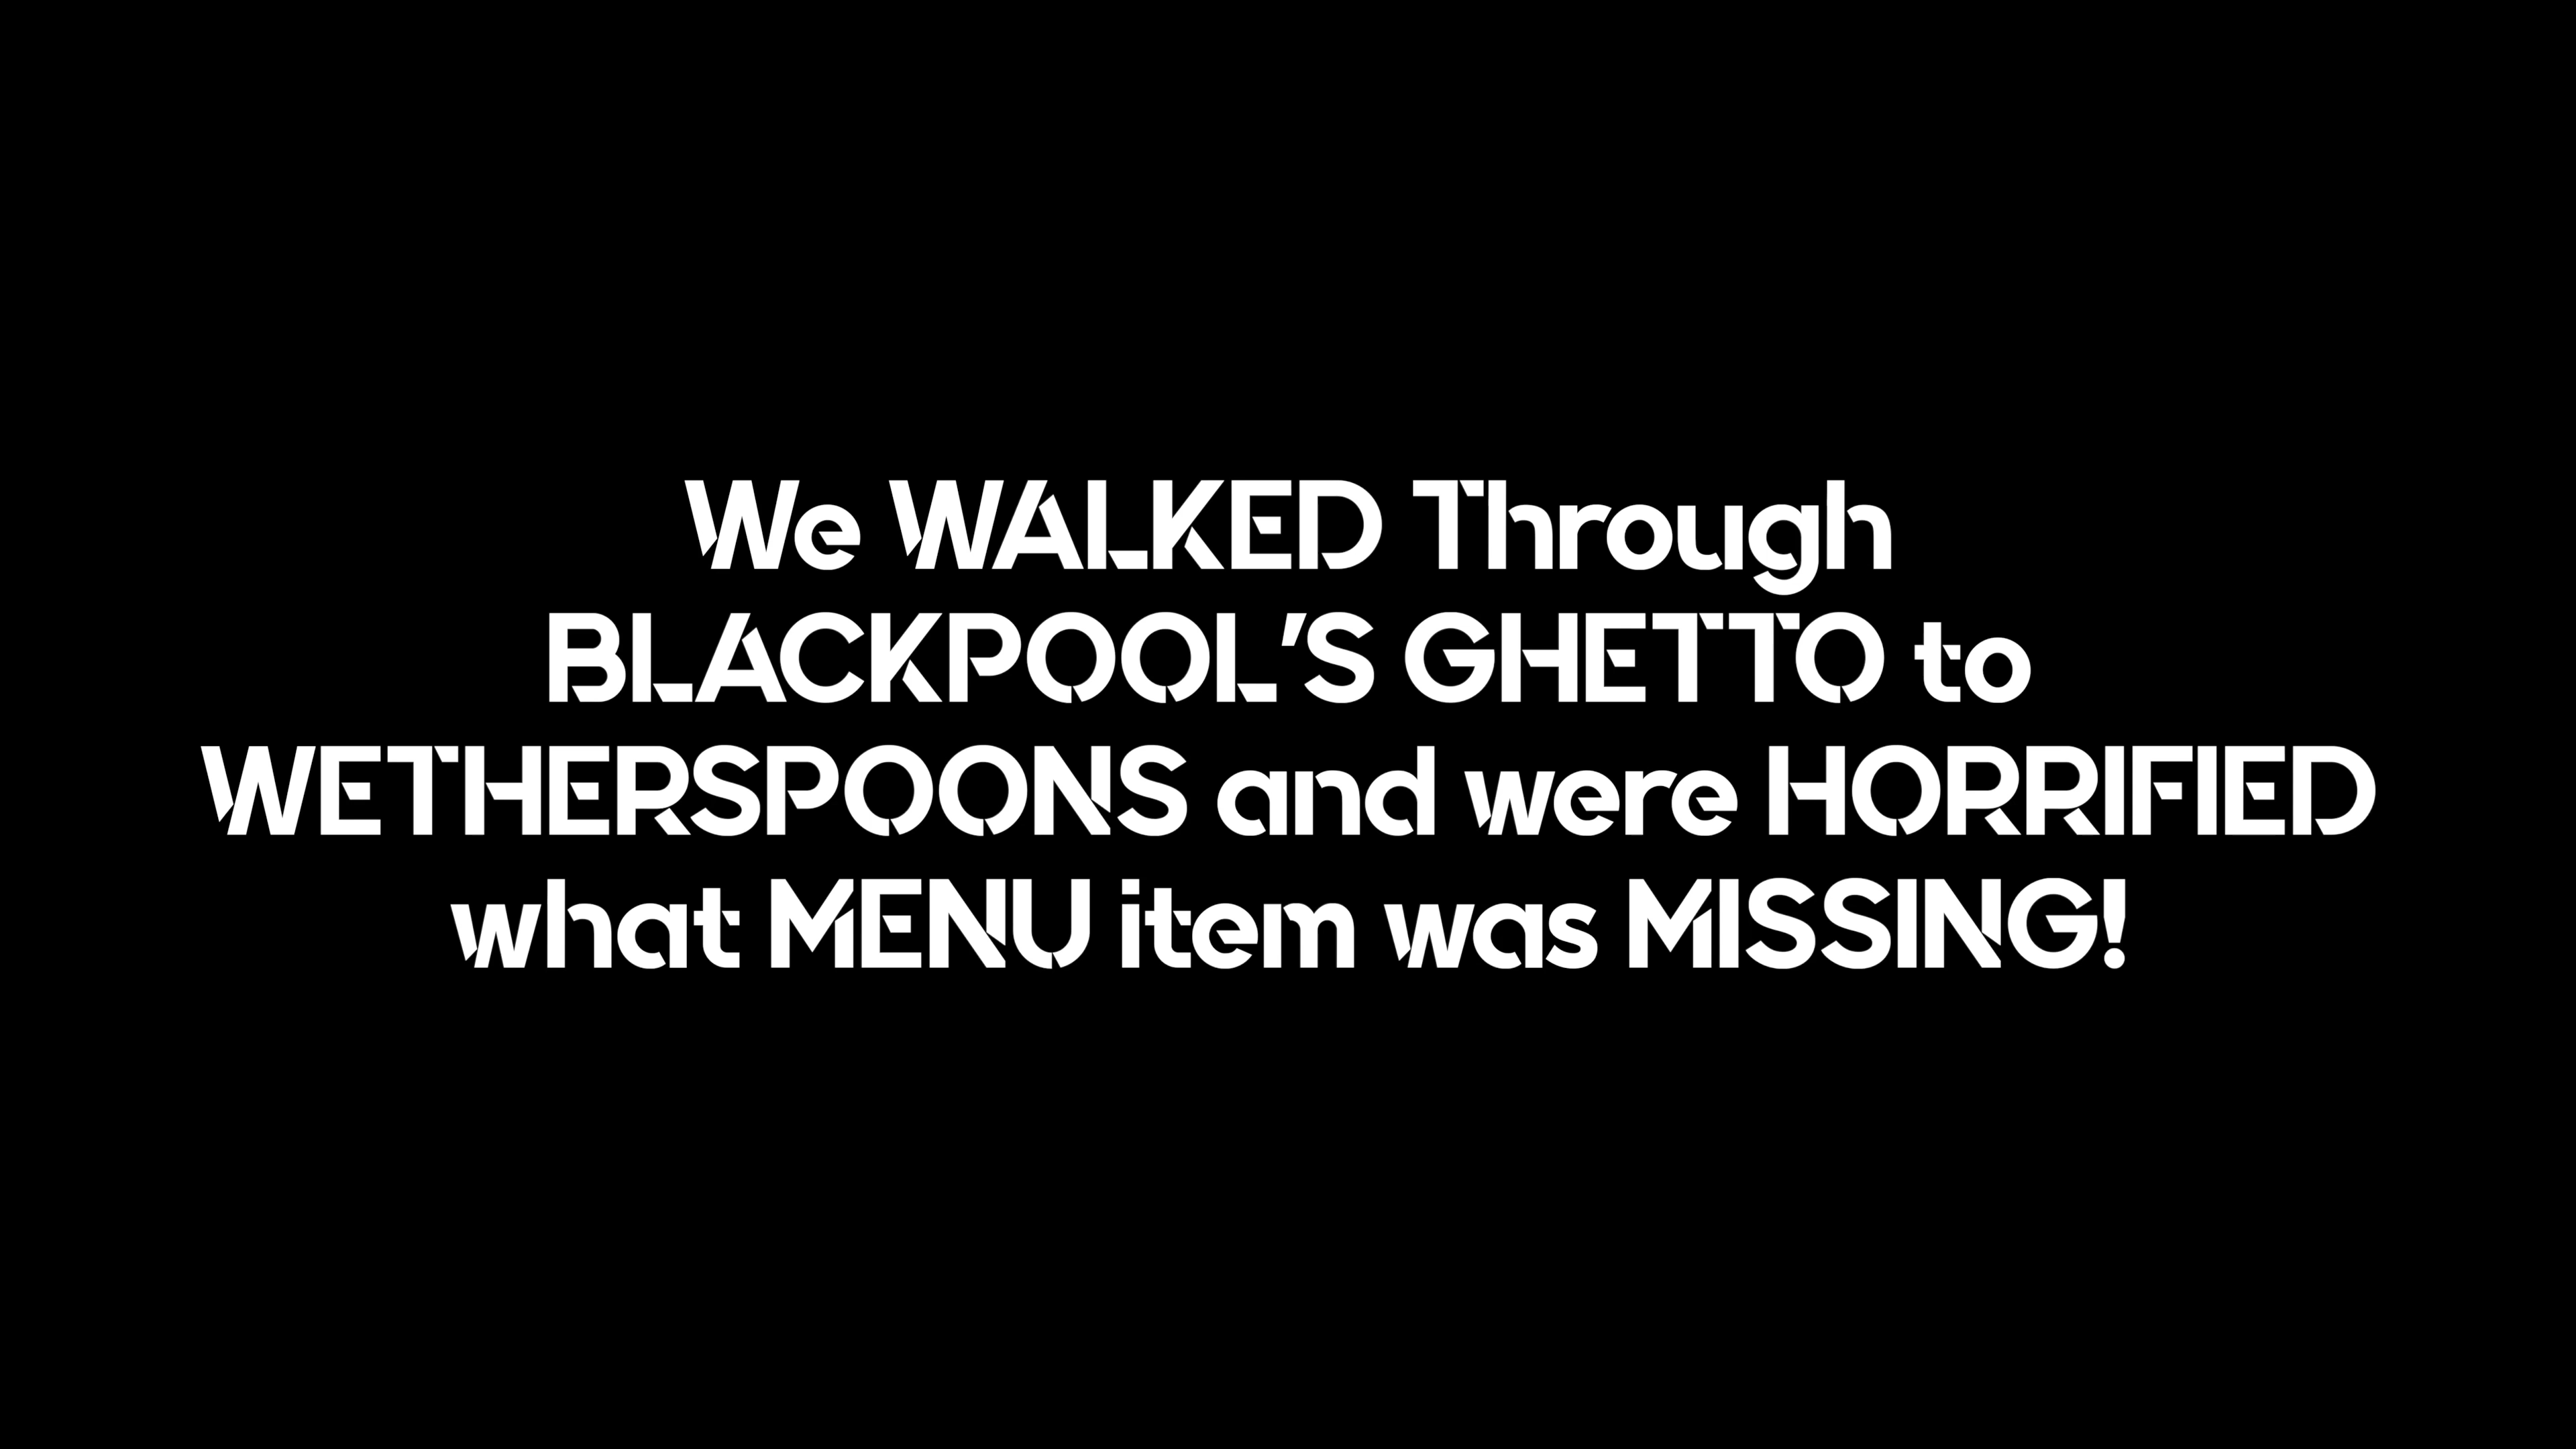 We WALKED Through
BLACKPOOL’S GHETTO to
WETHERSPOONS and were HORRIFIED
what MENU item was MISSING!